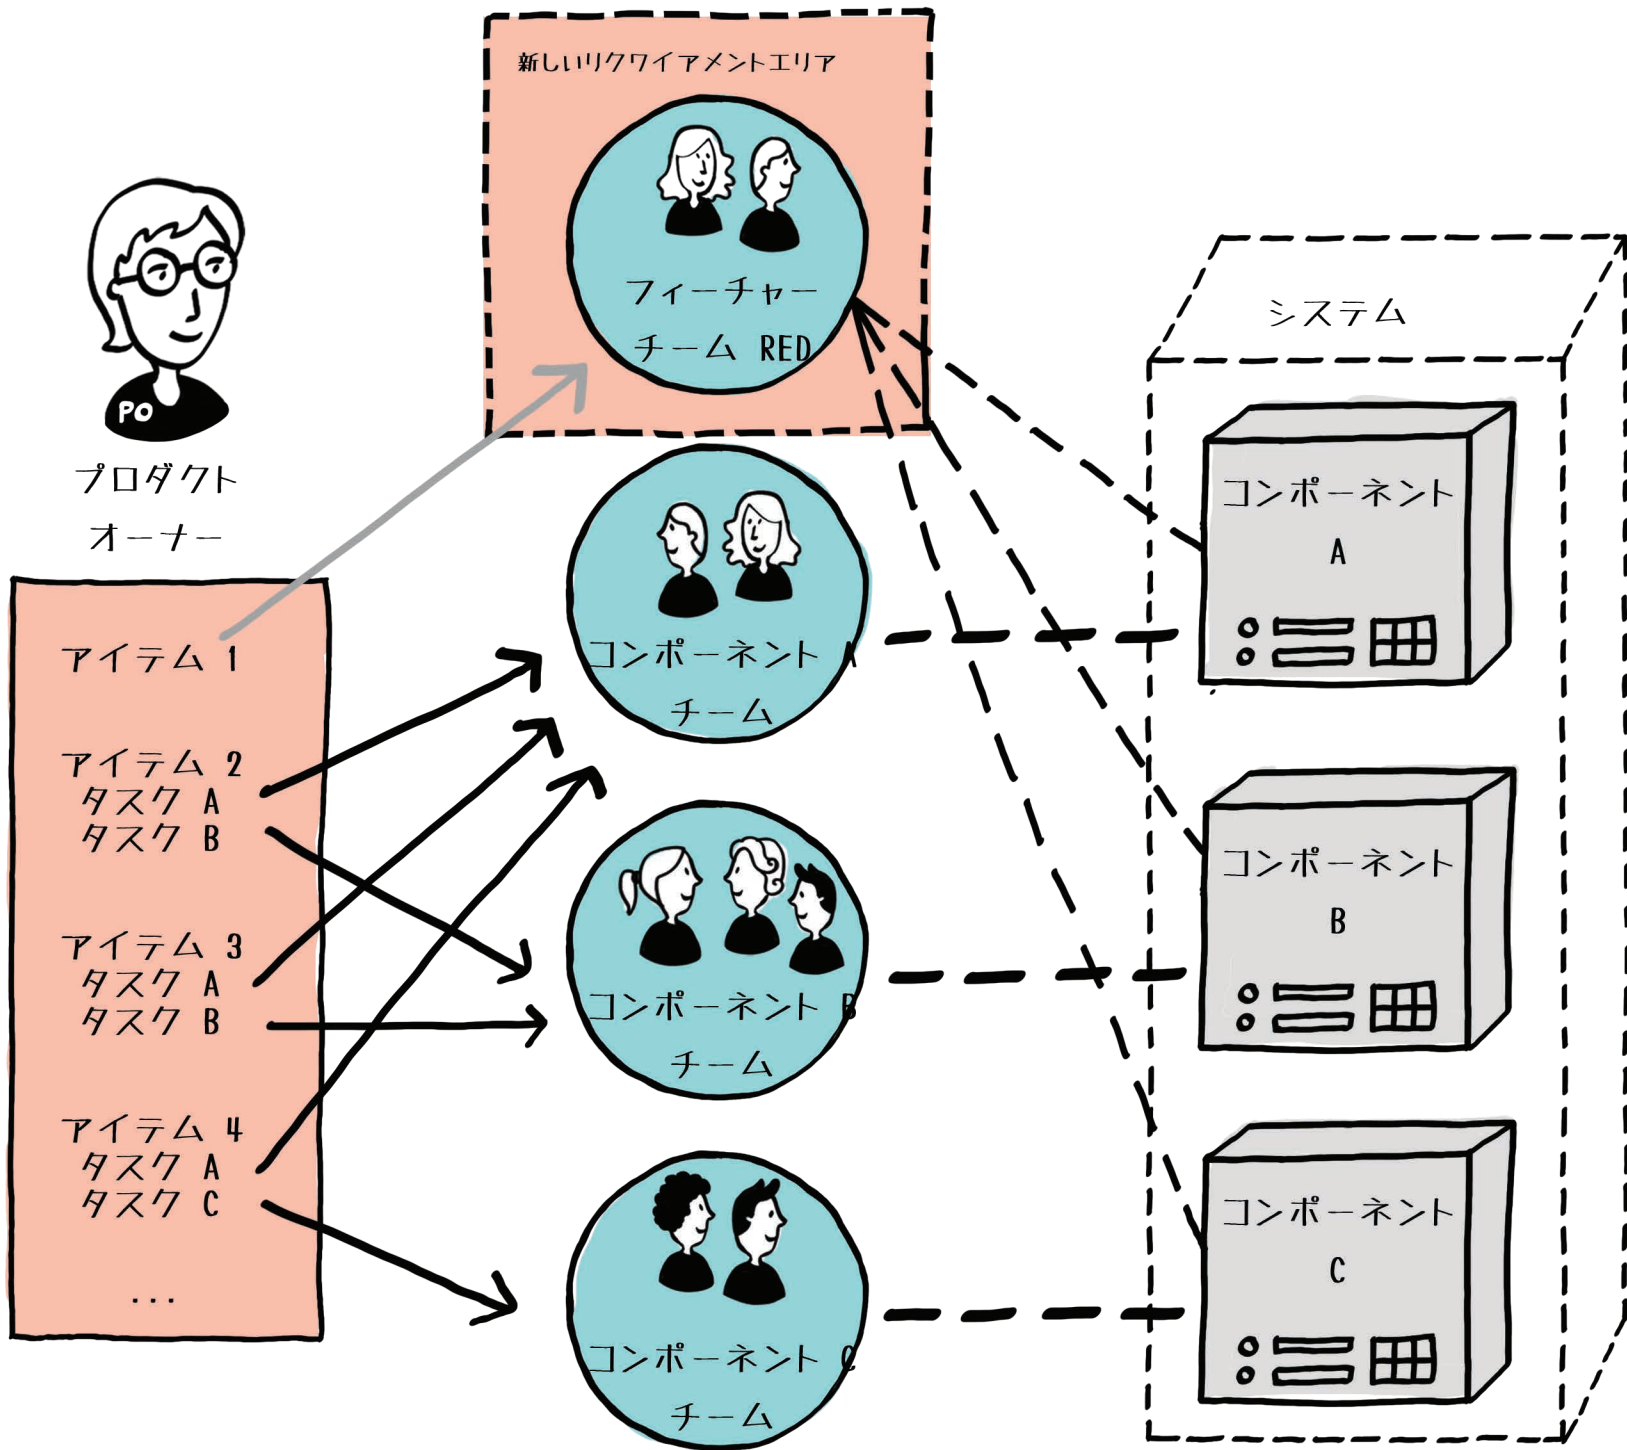 新しいリクワイアメントエリア
フィーチャー
チーム RED
PO
プロダクト
オーナー
アイテム 1
アイテム 2
タスク A
タスク B
アイテム 3
タスク A
タスク B
アイテム 4
タスク A
タスク C
...
コンポーネント A
チーム
コンポーネント B
チーム
コンポーネント C
チーム
システム
コンポーネント
A
コンポーネント
B
コンポーネント
C